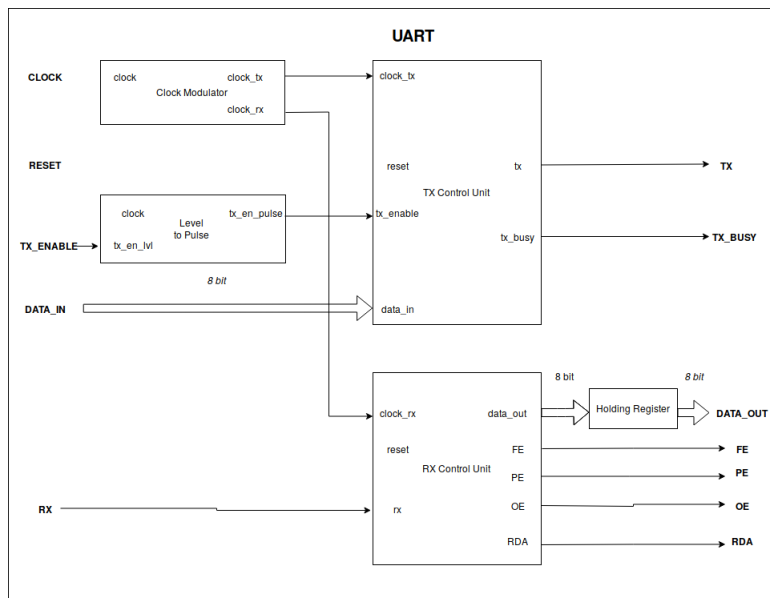 UART
CLOCK
clock
clock_tx
Clock Modulator
clock_rx
clock_tx
RESET
reset
tx
TX
TX Control Unit
clock
tx_en_pulse
tx_enable
Level
to Pulse
TX_ENABLE
tx_en_lvl
tx_busy
TX_BUSY
8 bit
DATA_IN
data_in
8 bit
8 bit
clock_rx
data_out
Holding Register
DATA_OUT
reset
FE
FE
RX Control Unit
PE
PE
RX
rx
OE
OE
RDA
RDA